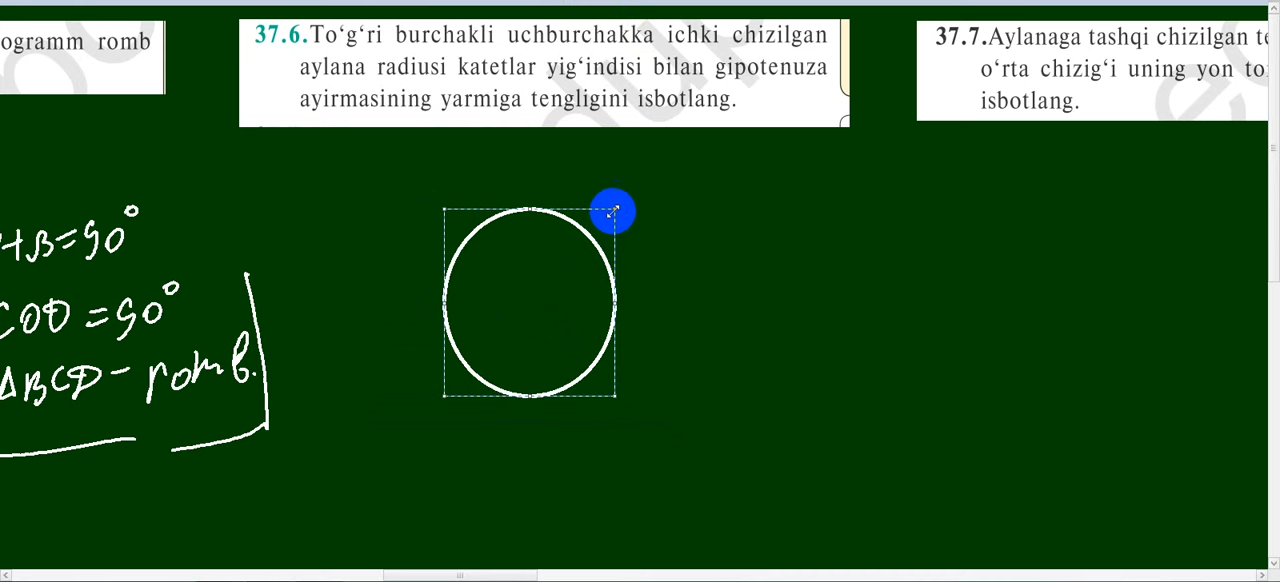 ogramm romb
37.6.To‘g‘ri burchakli uchburchakka ichki chizilgan
aylana radiusi katetlar yig‘indisi bilan gipotenuza
ayirmasining yarmiga tengligini isbotlang.
37.7.Aylanaga tashqi chizilgan te
o‘rta chizig‘i uning yon to
isbotlang.
+β=90°
COD=90°
ABCD-romb.